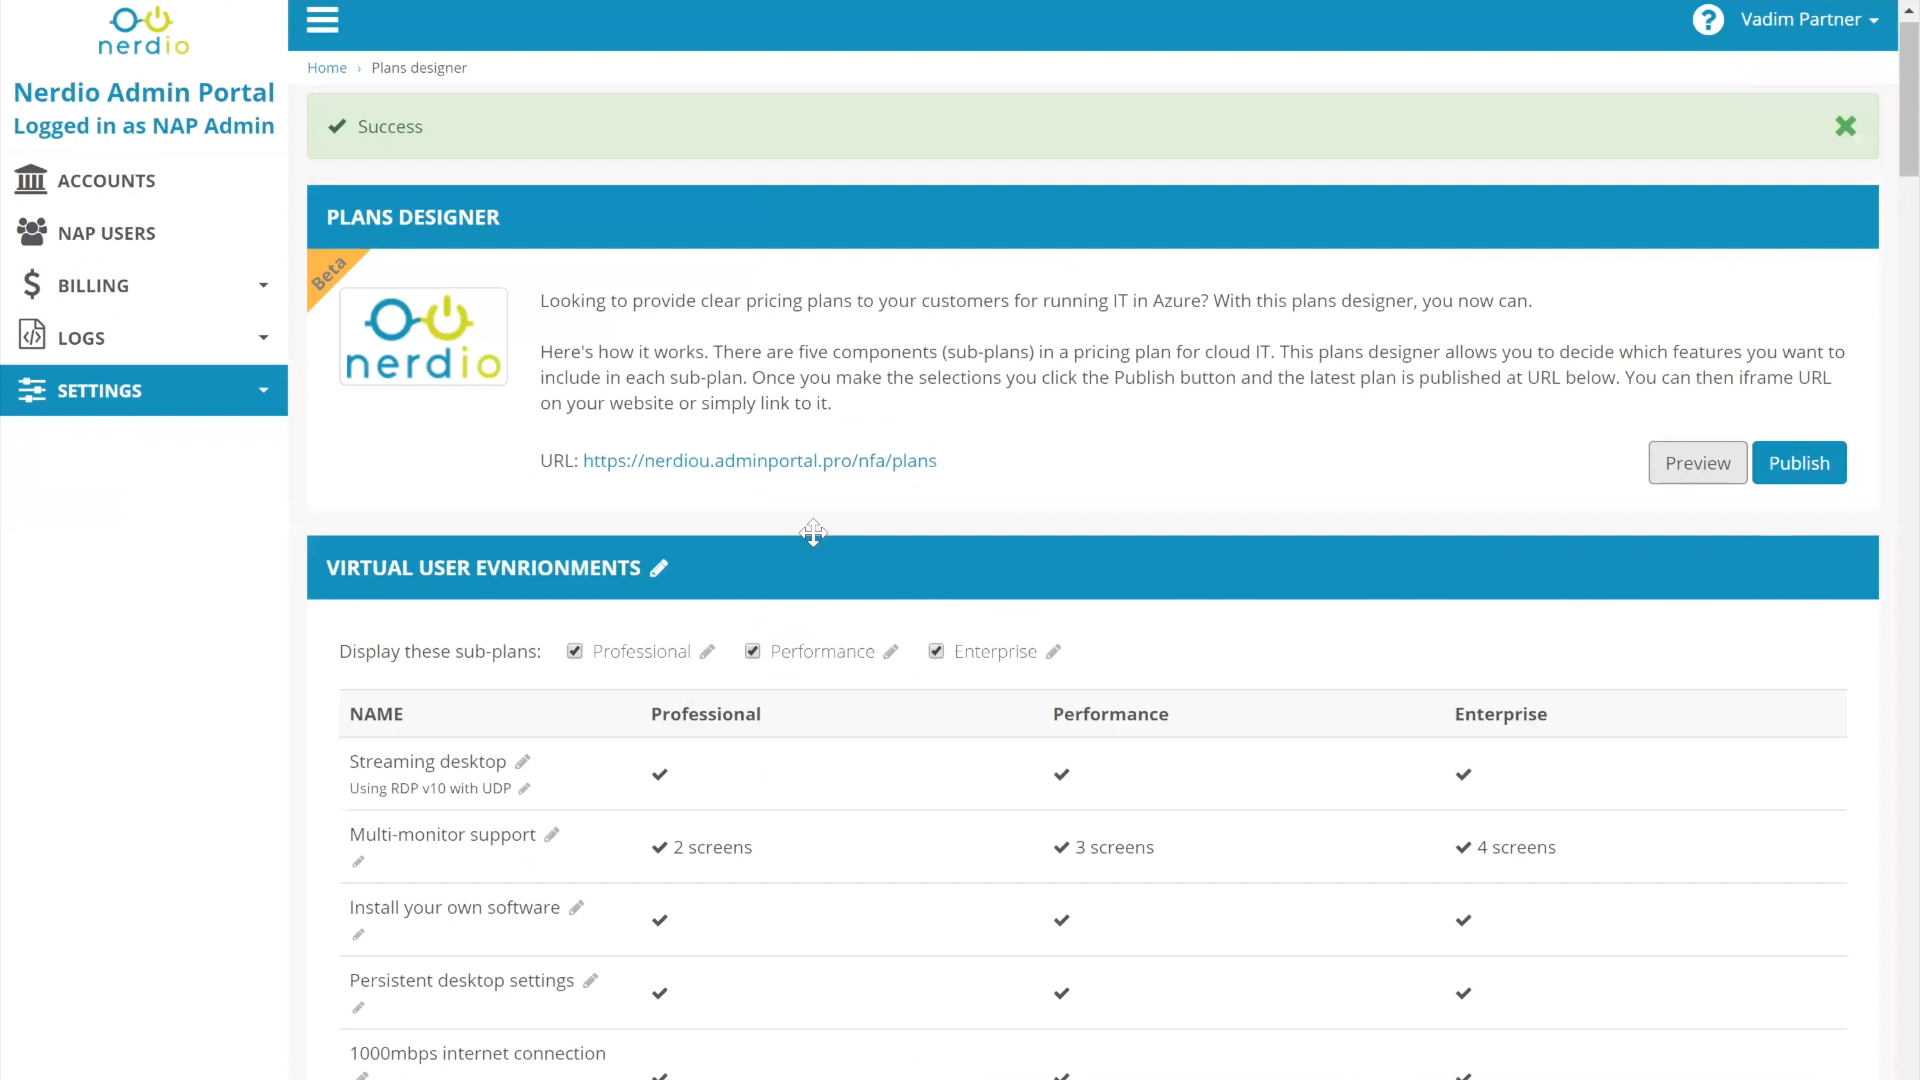 nerdio
Vadim Partner
Home › Plans designer
Nerdio Admin Portal
Logged in as NAP Admin
Success
ACCOUNTS
NAP USERS
BILLING
LOGS
SETTINGS
PLANS DESIGNER
Beta
nerdio
Looking to provide clear pricing plans to your customers for running IT in Azure? With this plans designer, you now can.
Here's how it works. There are five components (sub-plans) in a pricing plan for cloud IT. This plans designer allows you to decide which features you want to
include in each sub-plan. Once you make the selections you click the Publish button and the latest plan is published at URL below. You can then iframe URL
on your website or simply link to it.
URL: https://nerdiou.adminportal.pro/nfa/plans
Preview Publish
VIRTUAL USER EVNRIONMENTS
Display these sub-plans: Professional Performance Enterprise
NAME Professional Performance Enterprise
Streaming desktop
Using RDP v10 with UDP
Multi-monitor support
2 screens 3 screens 4 screens
Install your own software
Persistent desktop settings
1000mbps internet connection